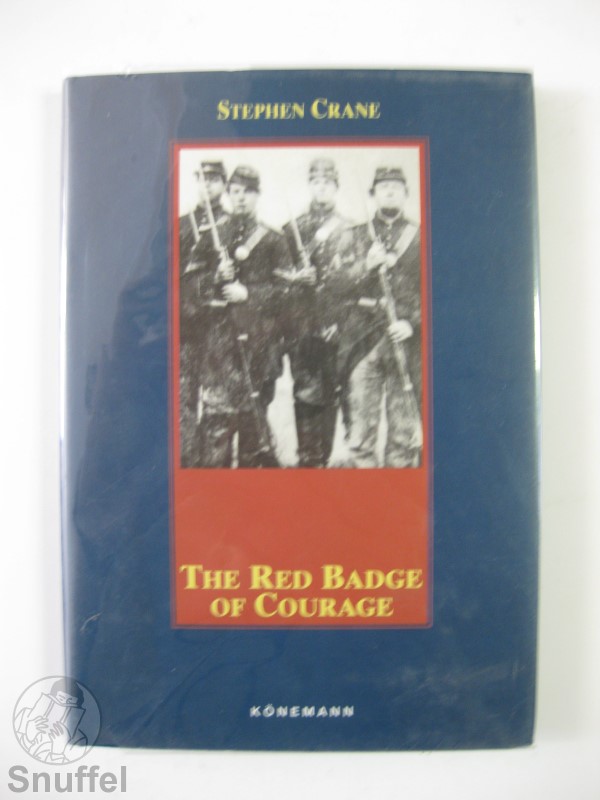 STEPHEN CRANE
THE RED BADGE
OF COURAGE
KÖNEMANN
Snuffel